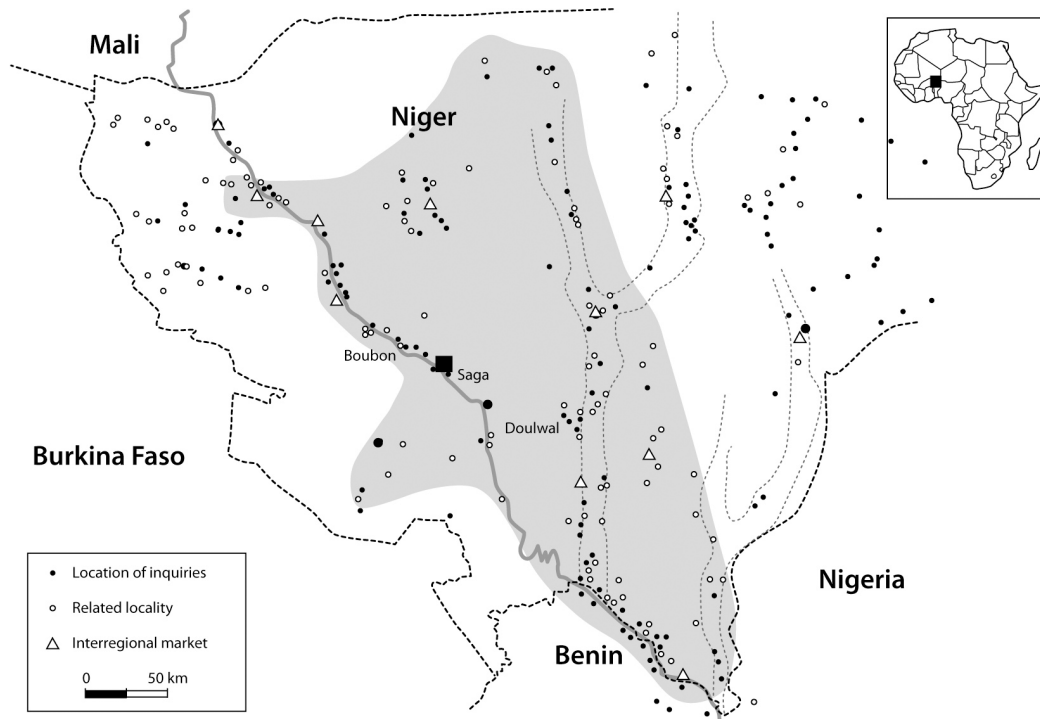 Mali
Niger
Boubon
Saga
Doulwal
Burkina Faso
Nigeria
Benin
Location of inquiries
Related locality
Interregional market
0 50 km